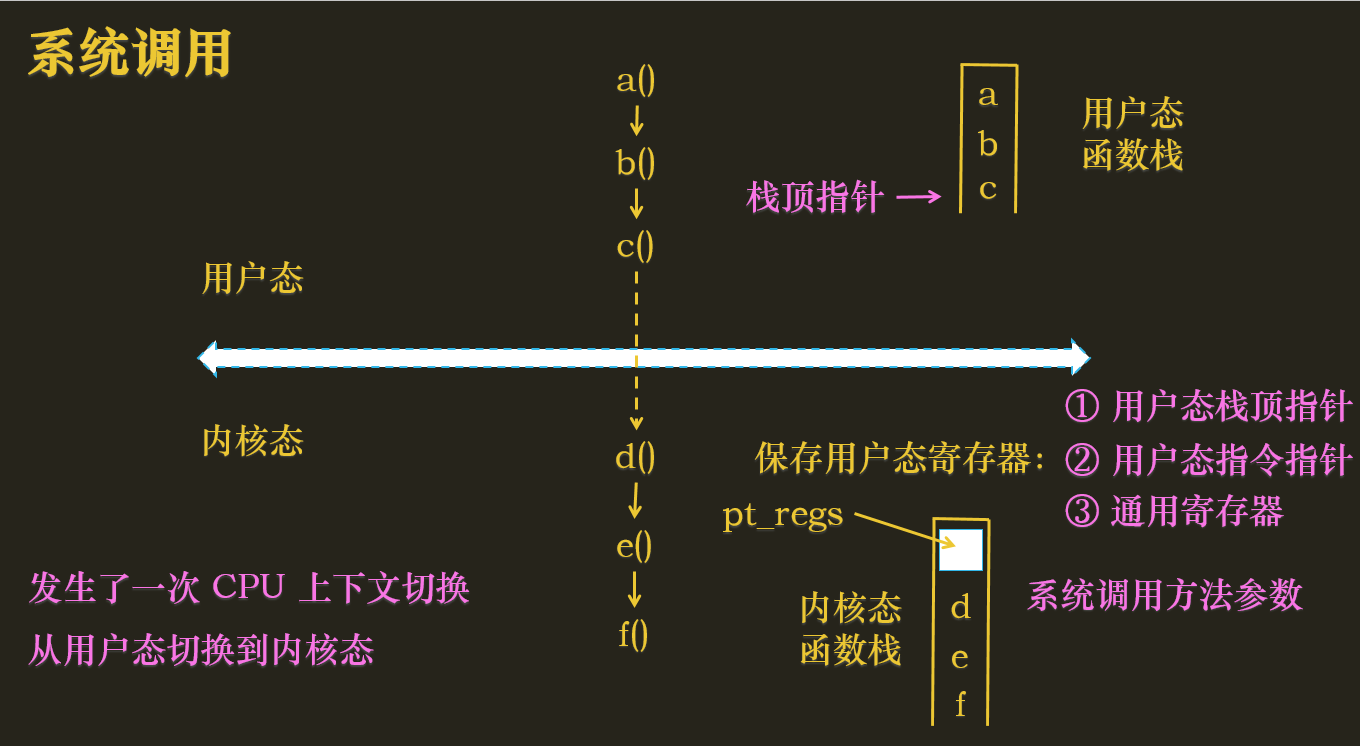 系统调用
a()
b()
c()
栈顶指针
a
b
c
用户态
函数栈
用户态
内核态
d()
e()
f()
保存用户态寄存器：
① 用户态栈顶指针
② 用户态指令指针
③ 通用寄存器
pt_regs
内核态
函数栈
d
e
f
系统调用方法参数
发生了一次 CPU 上下文切换
从用户态切换到内核态